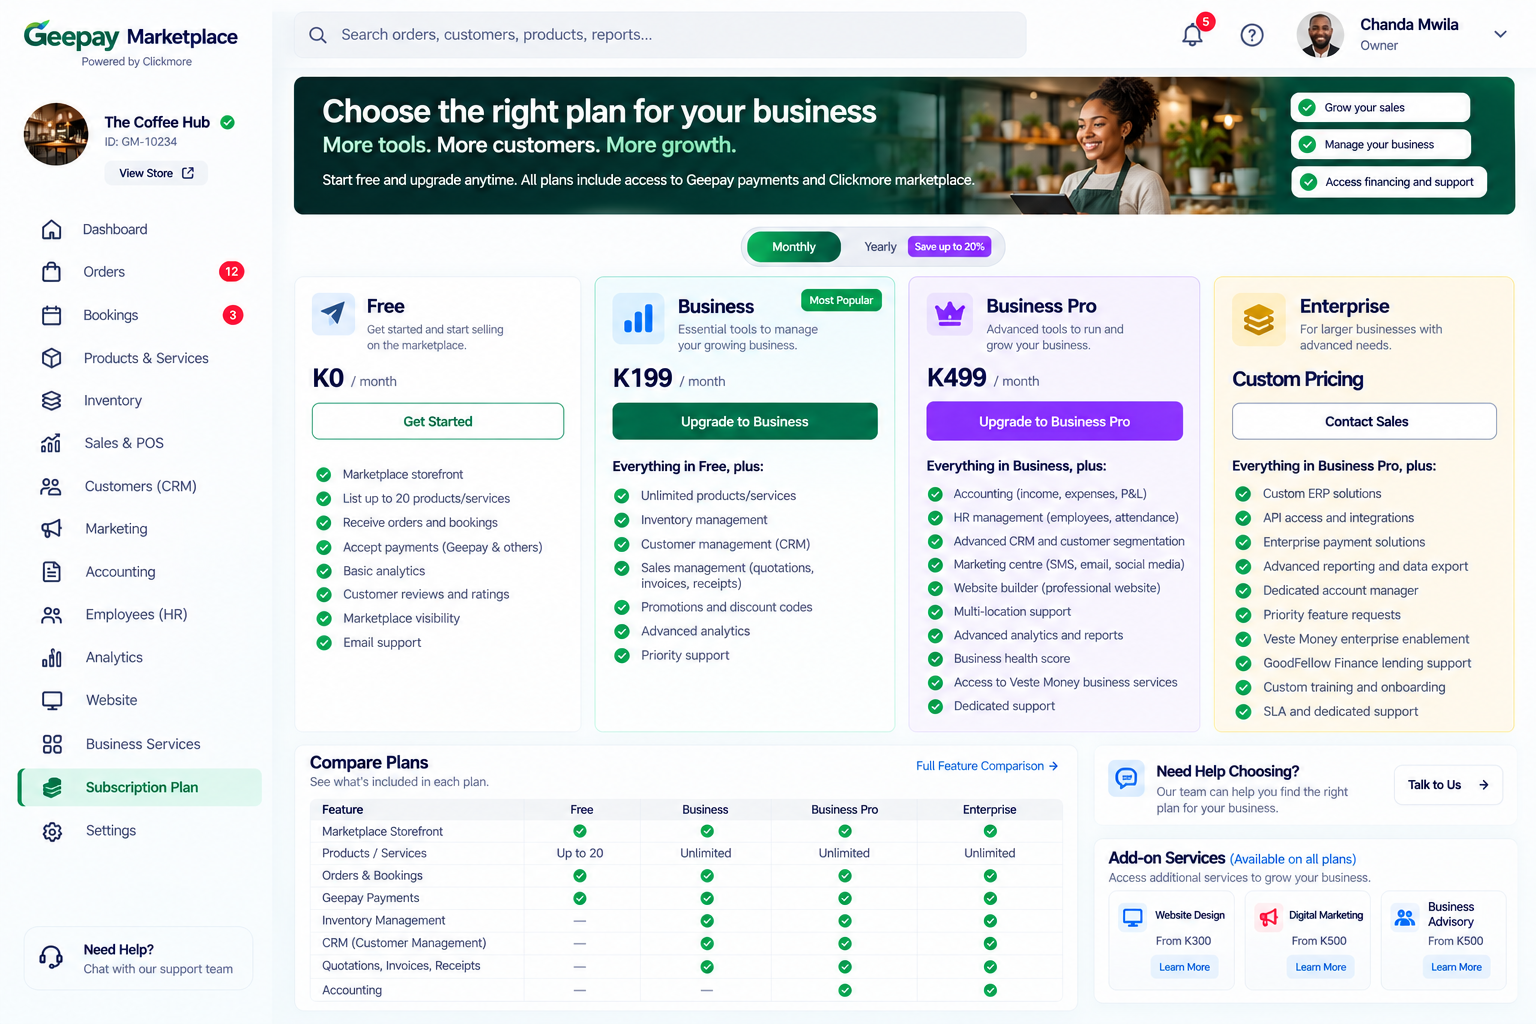 Geepay Marketplace
Powered by Clickmore
Search orders, customers, products, reports...
5
Chanda Mwila
Owner
The Coffee Hub
ID: GM-10234
View Store
Dashboard
Orders
12
Bookings
3
Products & Services
Inventory
Sales & POS
Customers (CRM)
Marketing
Accounting
Employees (HR)
Analytics
Website
Business Services
Subscription Plan
Settings
Need Help?
Chat with our support team
Choose the right plan for your business
More tools. More customers. More growth.
Start free and upgrade anytime. All plans include access to Geepay payments and Clickmore marketplace.
Grow your sales
Manage your business
Access financing and support
Monthly
Yearly
Save up to 20%
Free
Get started and start selling
on the marketplace.
K0 / month
Get Started
Marketplace storefront
List up to 20 products/services
Receive orders and bookings
Accept payments (Geepay & others)
Basic analytics
Customer reviews and ratings
Marketplace visibility
Email support
Business
Most Popular
Essential tools to manage
your growing business.
K199 / month
Upgrade to Business
Everything in Free, plus:
Unlimited products/services
Inventory management
Customer management (CRM)
Sales management (quotations,
invoices, receipts)
Promotions and discount codes
Advanced analytics
Priority support
Business Pro
Advanced tools to run and
grow your business.
K499 / month
Upgrade to Business Pro
Everything in Business, plus:
Accounting (income, expenses, P&L)
HR management (employees, attendance)
Advanced CRM and customer segmentation
Marketing centre (SMS, email, social media)
Website builder (professional website)
Multi-location support
Advanced analytics and reports
Business health score
Access to Veste Money business services
Dedicated support
Enterprise
For larger businesses with
advanced needs.
Custom Pricing
Contact Sales
Everything in Business Pro, plus:
Custom ERP solutions
API access and integrations
Enterprise payment solutions
Advanced reporting and data export
Dedicated account manager
Priority feature requests
Veste Money enterprise enablement
GoodFellow Finance lending support
Custom training and onboarding
SLA and dedicated support
Compare Plans
See what's included in each plan.
Full Feature Comparison →
Feature Free Business Business Pro Enterprise
Marketplace Storefront
Products / Services Up to 20 Unlimited Unlimited Unlimited
Orders & Bookings
Geepay Payments
Inventory Management —
CRM (Customer Management) —
Quotations, Invoices, Receipts —
Accounting — —
Need Help Choosing?
Our team can help you find the right
plan for your business.
Talk to Us →
Add-on Services (Available on all plans)
Access additional services to grow your business.
Website Design
From K300
Learn More
Digital Marketing
From K500
Learn More
Business
Advisory
From K500
Learn More